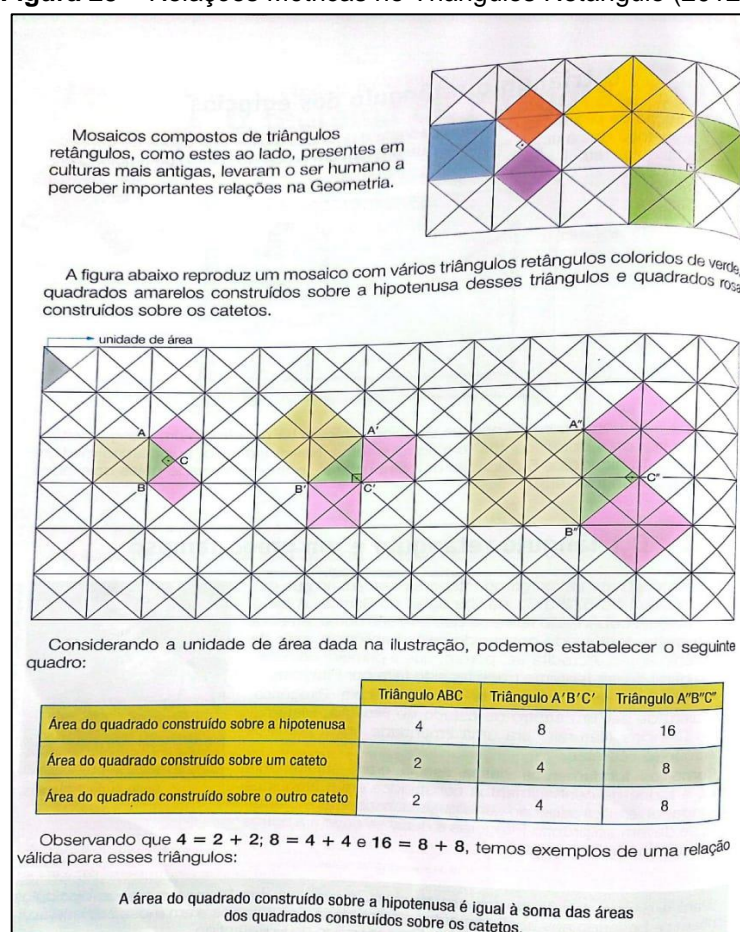 Mosaicos compostos de triângulos
retângulos, como estes ao lado, presentes em
culturas mais antigas, levaram o ser humano a
perceber importantes relações na Geometria.
A figura abaixo reproduz um mosaico com vários triângulos retângulos coloridos de verde,
quadrados amarelos construídos sobre a hipotenusa desses triângulos e quadrados rosa
construídos sobre os catetos.
unidade de área
A
B
C
A'
B'
C'
A"
B"
C"
Considerando a unidade de área dada na ilustração, podemos estabelecer o seguinte
quadro:
Triângulo ABC Triângulo A'B'C' Triângulo A"B"C"
Área do quadrado construído sobre a hipotenusa 4 8 16
Área do quadrado construído sobre um cateto 2 4 8
Área do quadrado construído sobre o outro cateto 2 4 8
Observando que 4 = 2 + 2; 8 = 4 + 4 e 16 = 8 + 8, temos exemplos de uma relação
válida para esses triângulos:
A área do quadrado construído sobre a hipotenusa é igual à soma das áreas
dos quadrados construídos sobre os catetos.